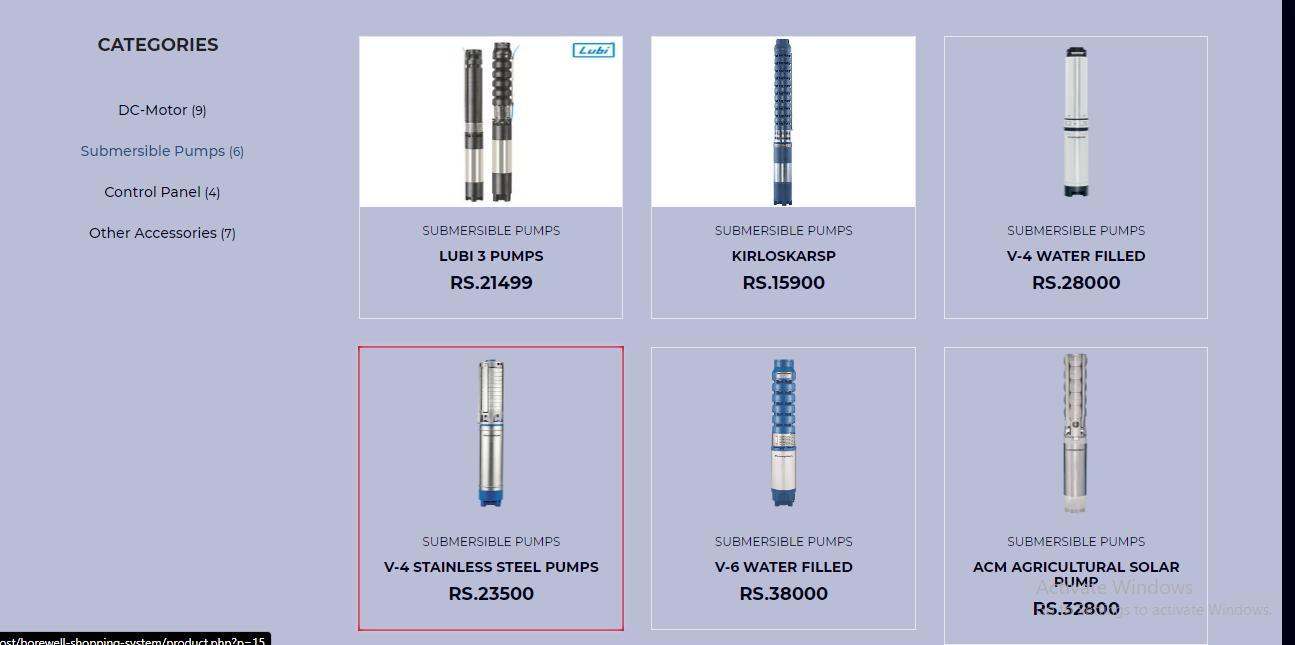 CATEGORIES
DC-Motor (9)
Submersible Pumps (6)
Control Panel (4)
Other Accessories (7)
Lubi
SUBMERSIBLE PUMPS
LUBI 3 PUMPS
RS.21499
SUBMERSIBLE PUMPS
KIRLOSKARSP
RS.15900
SUBMERSIBLE PUMPS
V-4 WATER FILLED
RS.28000
SUBMERSIBLE PUMPS
V-4 STAINLESS STEEL PUMPS
RS.23500
SUBMERSIBLE PUMPS
V-6 WATER FILLED
RS.38000
SUBMERSIBLE PUMPS
ACM AGRICULTURAL SOLAR
PUMP
RS.32800
Activate Windows
to activate Windows.
ost/borewell-shopping-system/product.php?p=15